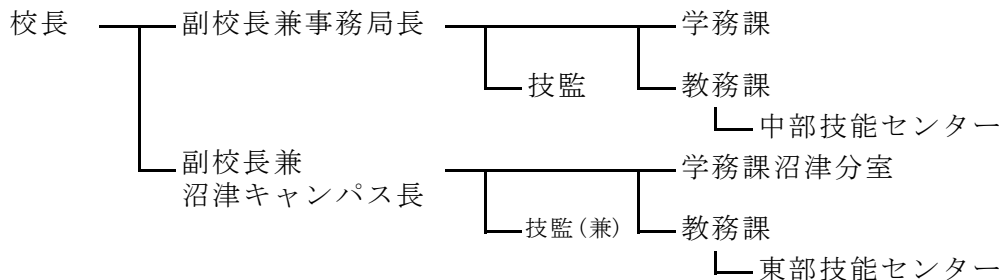 校長
副校長兼事務局長
学務課
技監
教務課
中部技能センター
副校長兼
沼津キャンパス長
学務課沼津分室
技監(兼)
教務課
東部技能センター